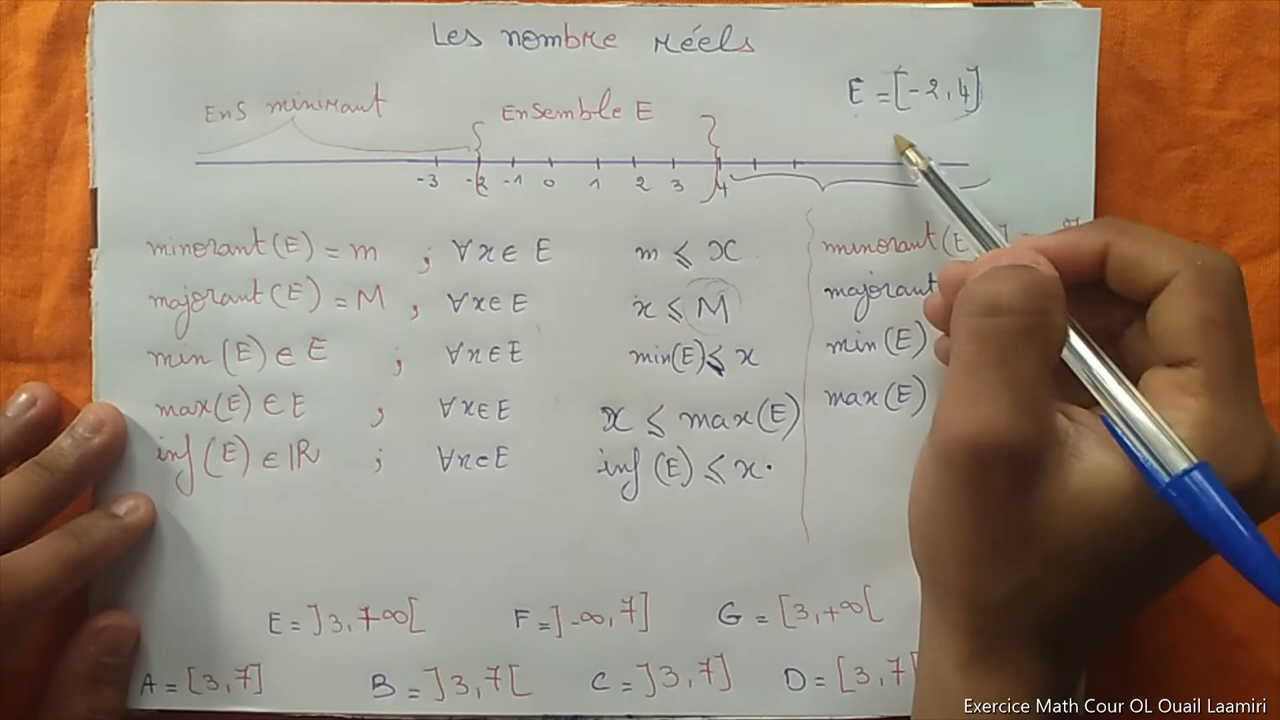 Les nombre réels
E = [-2, 4]
Ens minirant Ensemble E
-3 -2 -1 0 1 2 3 4
minorant(E) = m ; ∀x∈ E m ⩽ x
majorant(E) = M ; ∀x∈E x ⩽ M
min (E) ∈ E ; ∀x∈E min(E) ⩽ x
max(E) ∈ E ; ∀x∈E x ⩽ max(E)
inf(E) ∈ IR ; ∀x∈E inf (E) ⩽ x.
minorant(E
majorant
min(E)
max(E)
E = ]3, +∞[ F = ]-∞, 7] G = [3, +∞[
A = [3, 7] B = ]3, 7[ C = ]3, 7] D = [3, 7[
Exercice Math Cour OL Ouail Laamiri